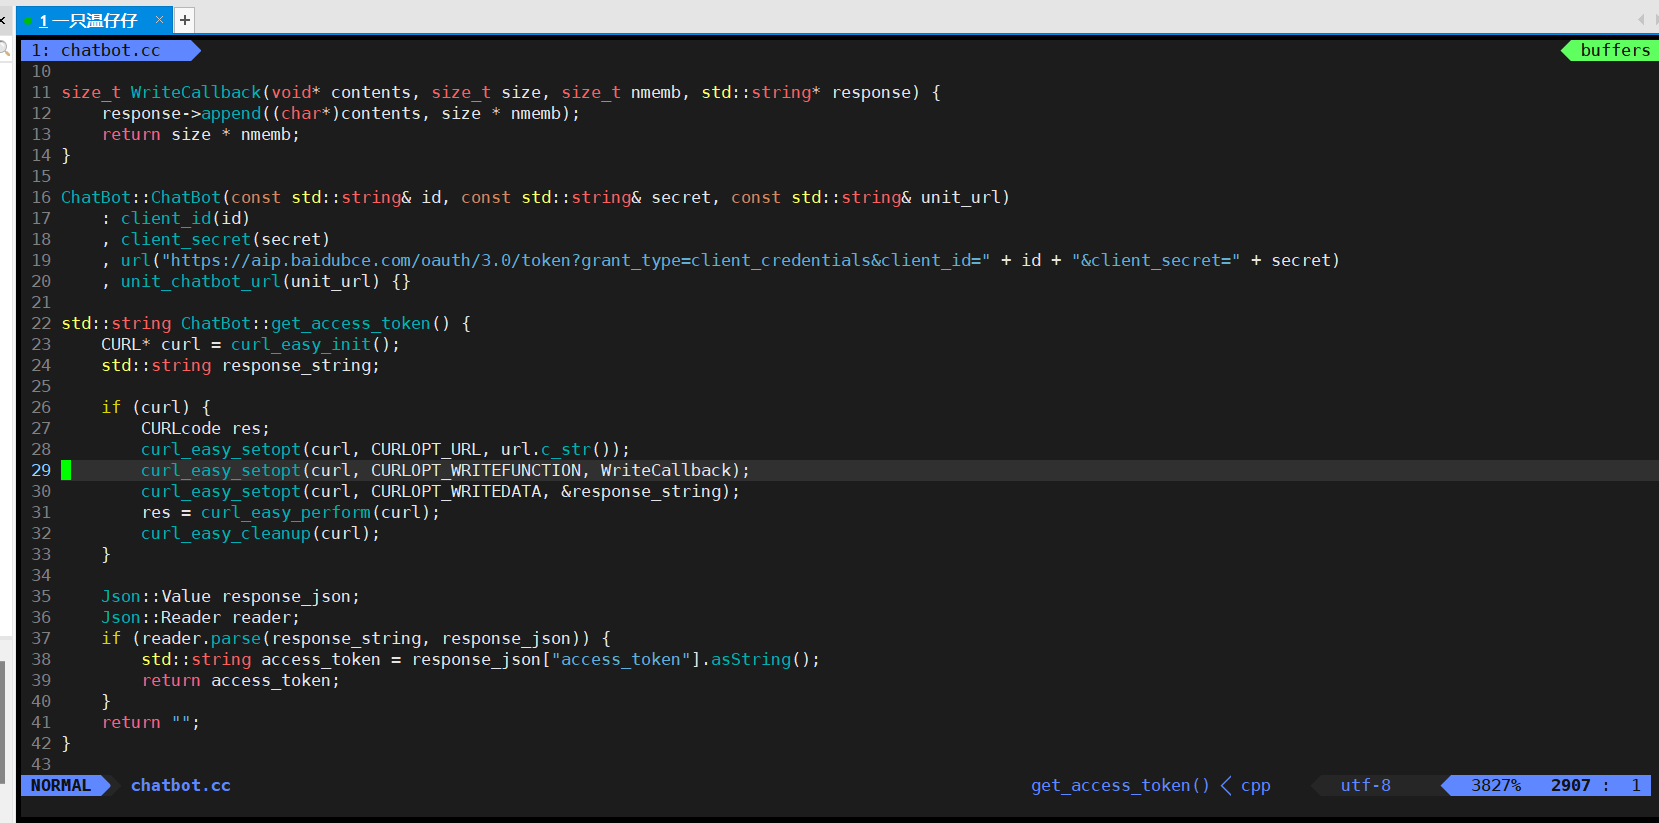 1 一只温仔仔 × +
1: chatbot.cc buffers
10
11 size_t WriteCallback(void* contents, size_t size, size_t nmemb, std::string* response) {
12     response->append((char*)contents, size * nmemb);
13     return size * nmemb;
14 }
15
16 ChatBot::ChatBot(const std::string& id, const std::string& secret, const std::string& unit_url)
17     : client_id(id)
18     , client_secret(secret)
19     , url("https://aip.baidubce.com/oauth/3.0/token?grant_type=client_credentials&client_id=" + id + "&client_secret=" + secret)
20     , unit_chatbot_url(unit_url) {}
21
22 std::string ChatBot::get_access_token() {
23     CURL* curl = curl_easy_init();
24     std::string response_string;
25
26     if (curl) {
27         CURLcode res;
28         curl_easy_setopt(curl, CURLOPT_URL, url.c_str());
29         curl_easy_setopt(curl, CURLOPT_WRITEFUNCTION, WriteCallback);
30         curl_easy_setopt(curl, CURLOPT_WRITEDATA, &response_string);
31         res = curl_easy_perform(curl);
32         curl_easy_cleanup(curl);
33     }
34
35     Json::Value response_json;
36     Json::Reader reader;
37     if (reader.parse(response_string, response_json)) {
38         std::string access_token = response_json["access_token"].asString();
39         return access_token;
40     }
41     return "";
42 }
43
NORMAL chatbot.cc get_access_token() < cpp utf-8 3827% 2907 : 1